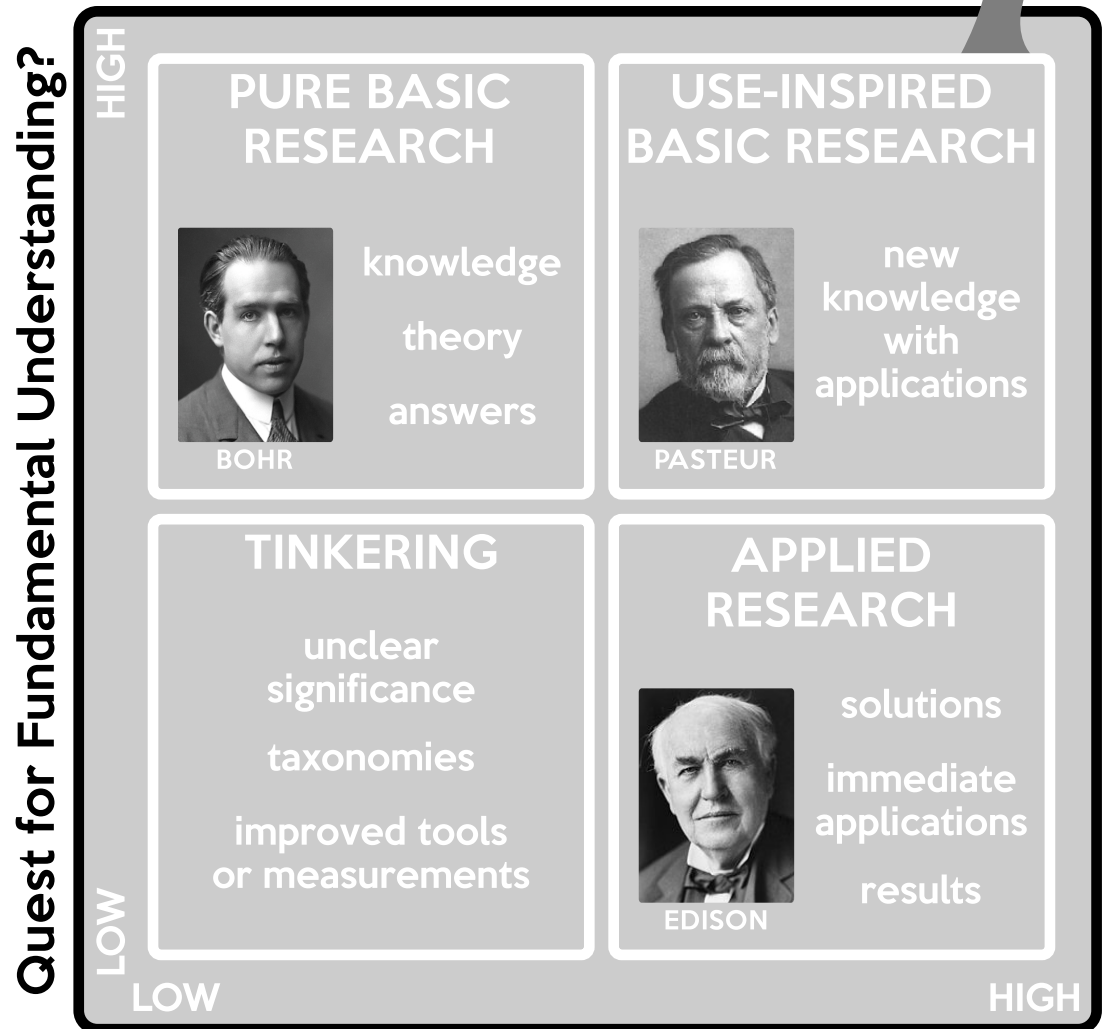 Quest for Fundamental Understanding?
HIGH
PURE BASIC
RESEARCH
knowledge
theory
answers
BOHR
USE-INSPIRED
BASIC RESEARCH
new
knowledge
with
applications
PASTEUR
TINKERING
unclear
significance
taxonomies
improved tools
or measurements
APPLIED
RESEARCH
solutions
immediate
applications
results
EDISON
LOW
LOW
HIGH